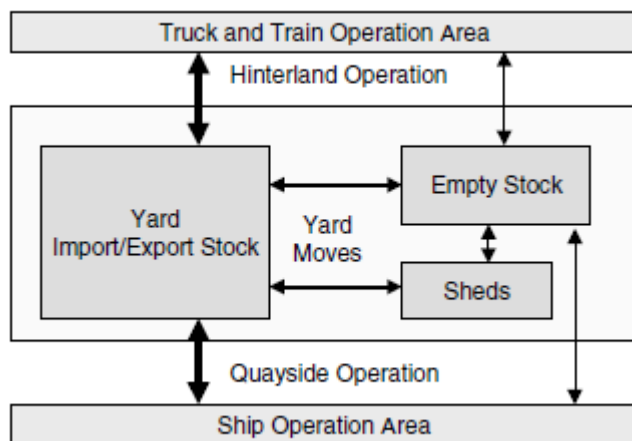 Truck and Train Operation Area
Hinterland Operation
Yard
Import/Export Stock
Yard
Moves
Empty Stock
Sheds
Quayside Operation
Ship Operation Area